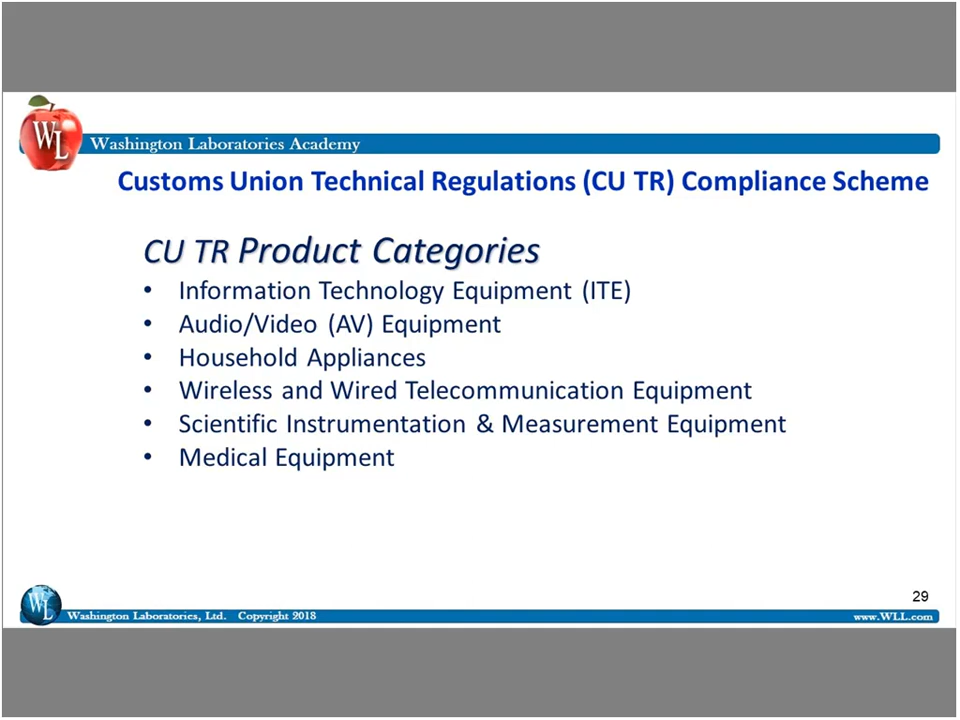 WL
Washington Laboratories Academy
Customs Union Technical Regulations (CU TR) Compliance Scheme
CU TR Product Categories
• Information Technology Equipment (ITE)
• Audio/Video (AV) Equipment
• Household Appliances
• Wireless and Wired Telecommunication Equipment
• Scientific Instrumentation & Measurement Equipment
• Medical Equipment
29
WL
Washington Laboratories, Ltd. Copyright 2018
www.WLL.com